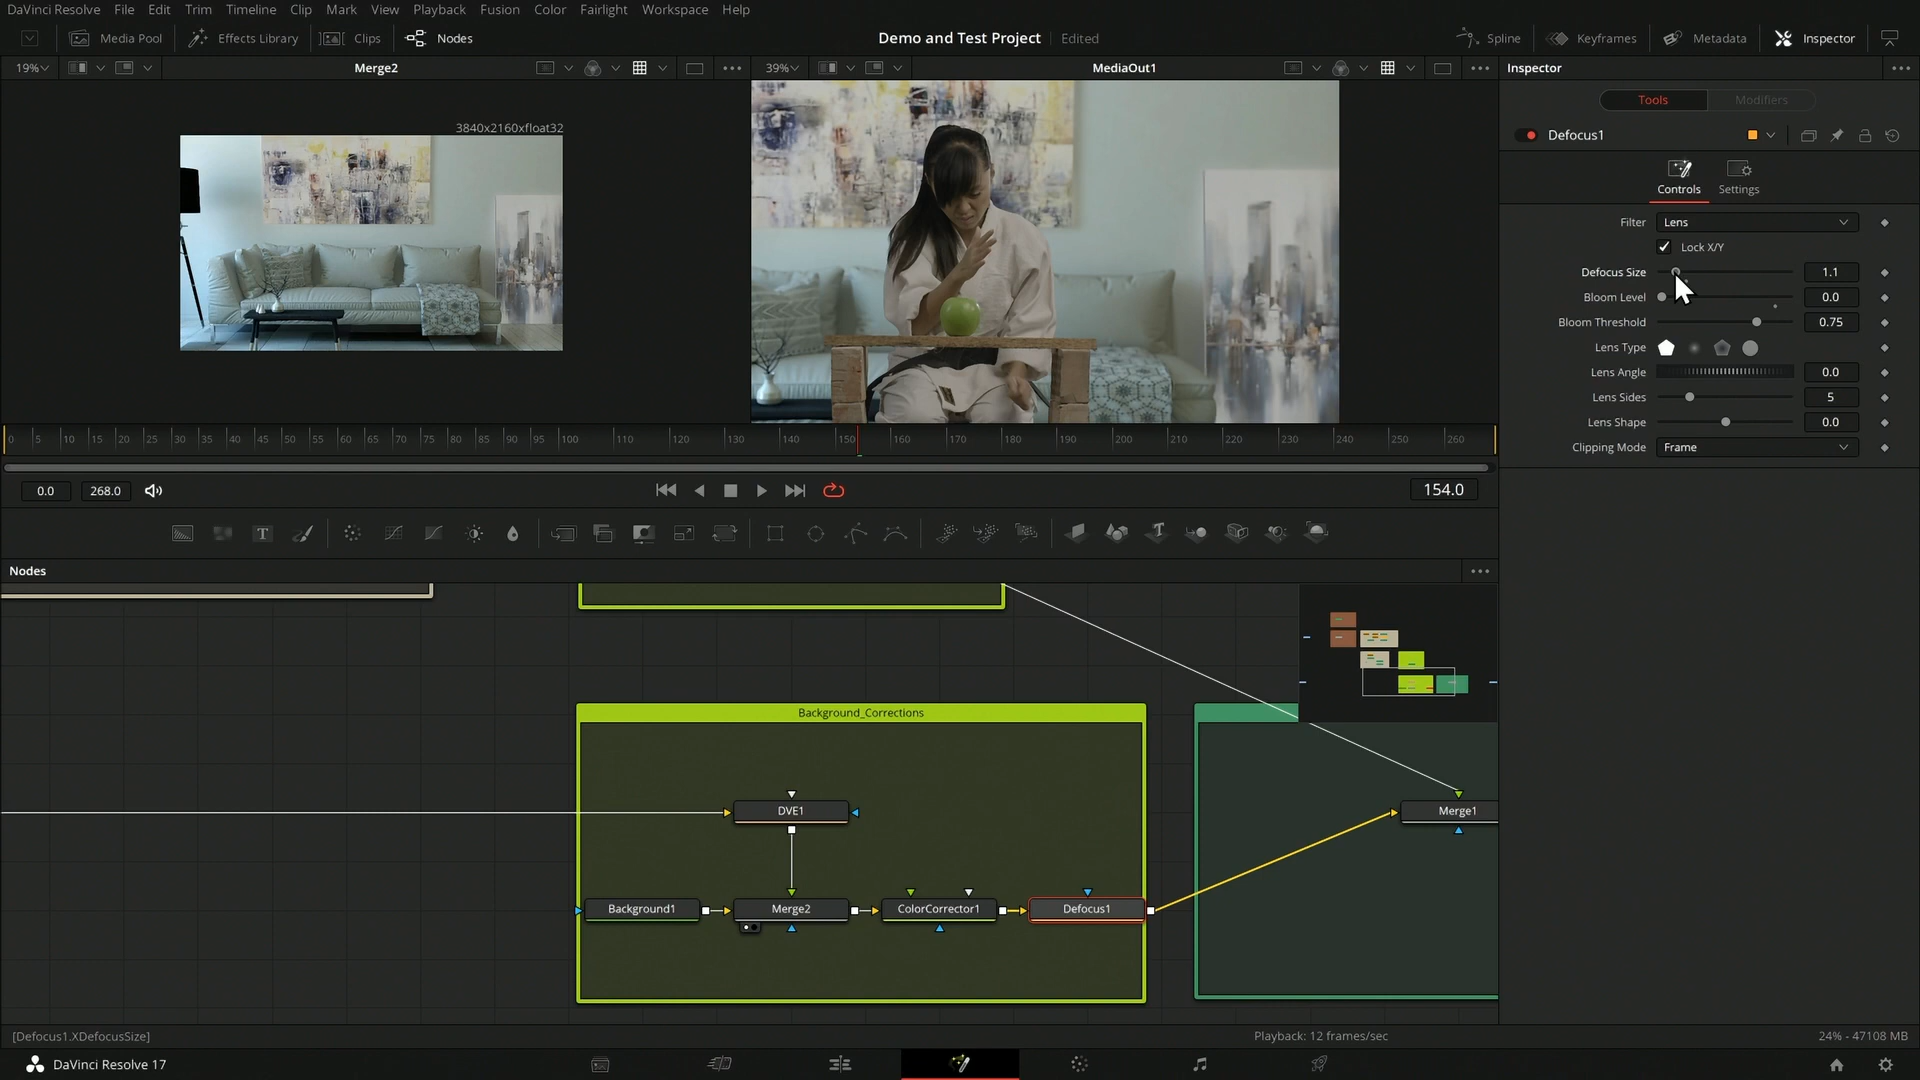 DaVinci Resolve File Edit Trim Timeline Clip Mark View Playback Fusion Color Fairlight Workspace Help
Media Pool Effects Library Clips Nodes Demo and Test Project Edited Spline Keyframes Metadata Inspector
19% Merge2 39% MediaOut1 Inspector
Tools Modifiers
3840x2160xfloat32
Defocus1
Controls Settings
Filter Lens
Lock X/Y
Defocus Size 1.1
Bloom Level 0.0
Bloom Threshold 0.75
Lens Type
Lens Angle 0.0
Lens Sides 5
Lens Shape 0.0
Clipping Mode Frame
0 5 10 15 20 25 30 35 40 45 50 55 60 65 70 75 80 85 90 95 100 110 120 130 140 150 160 170 180 190 200 210 220 230 240 250 260
0.0 268.0 154.0
Nodes
Background_Corrections
DVE1 Merge1
Background1 Merge2 ColorCorrector1 Defocus1
[Defocus1.XDefocusSize] Playback: 12 frames/sec 24% - 47108 MB
DaVinci Resolve 17